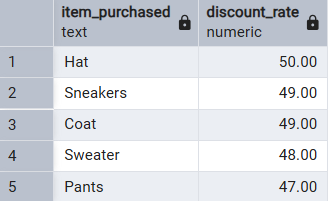 item_purchased discount_rate
text numeric
1 Hat 50.00
2 Sneakers 49.00
3 Coat 49.00
4 Sweater 48.00
5 Pants 47.00